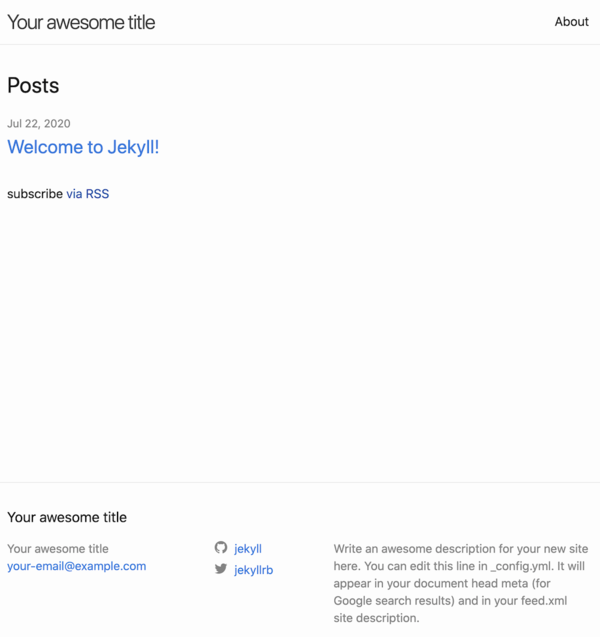 Your awesome title
About
Posts
Jul 22, 2020
Welcome to Jekyll!
subscribe via RSS
Your awesome title
Your awesome title
your-email@example.com
jekyll
jekyllrb
Write an awesome description for your new site
here. You can edit this line in _config.yml. It will
appear in your document head meta (for
Google search results) and in your feed.xml
site description.